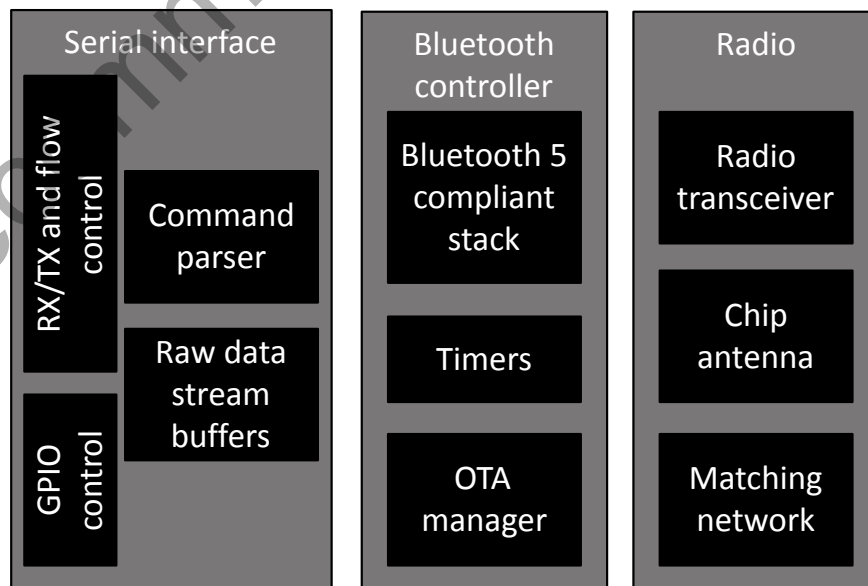 Serial interface
RX/TX and flow
control
GPIO
control
Command
parser
Raw data
stream
buffers
Bluetooth
controller
Bluetooth 5
compliant
stack
Timers
OTA
manager
Radio
Radio
transceiver
Chip
antenna
Matching
network